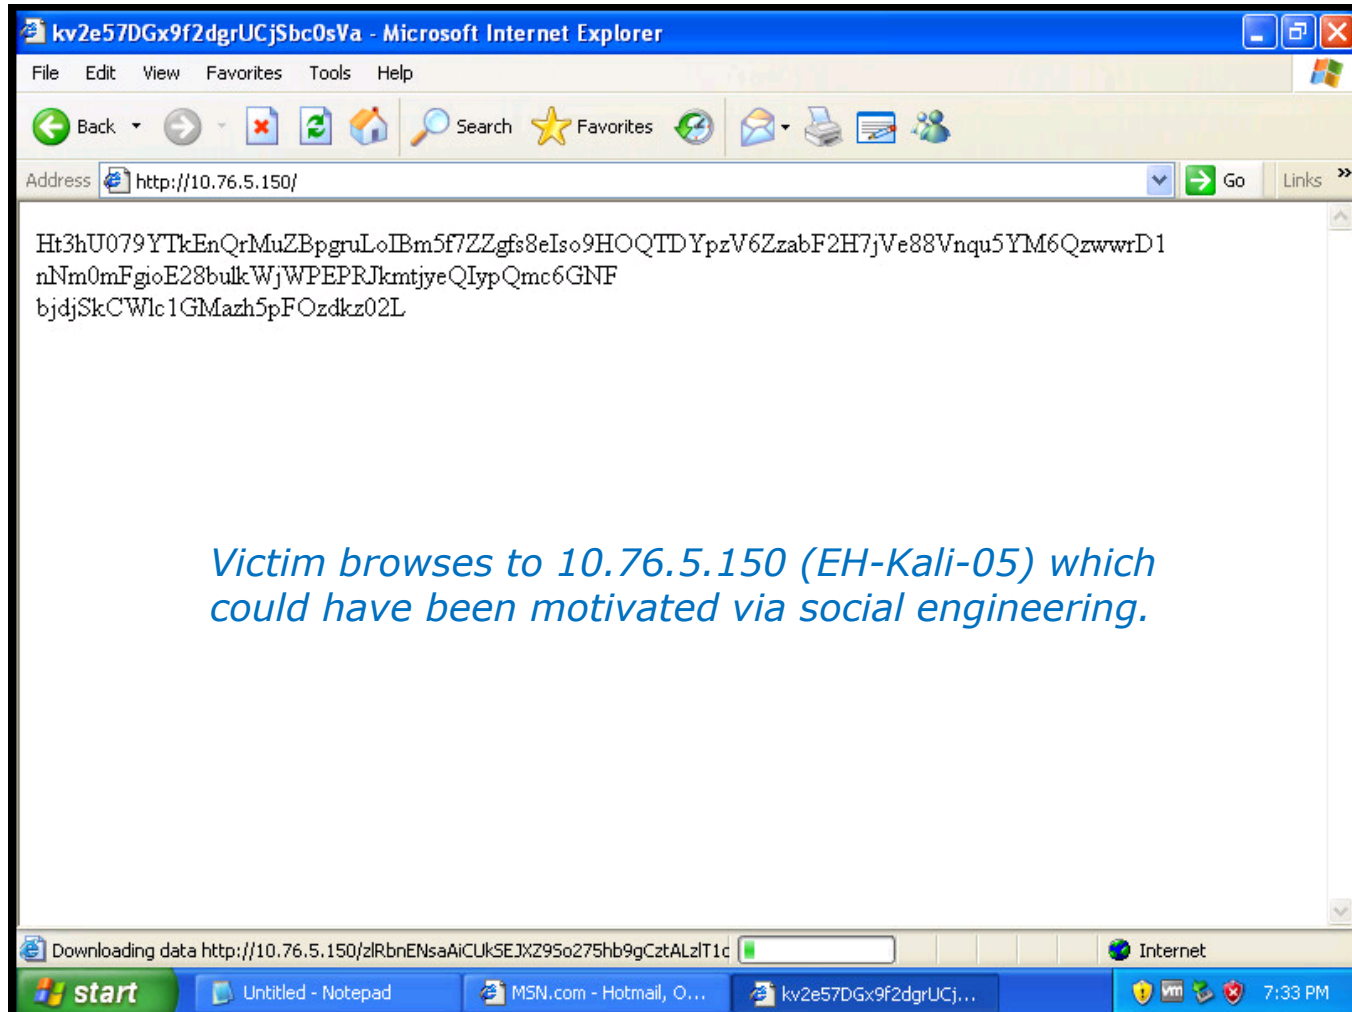 kv2e57DGx9f2dgrUCjSbc0sVa - Microsoft Internet Explorer
File Edit View Favorites Tools Help
Back Search Favorites
Address http://10.76.5.150/ Go Links »
Ht3hU079YTkEnQrMuZBpgruLoIBm5f7ZZgfs8eIso9HOQTDYpzV6ZzabF2H7jVe88Vnqu5YM6QzwwrD1
nNm0mFgioE28bulkWjWPEPRJkmtjyeQIypQmc6GNF
bjdjSkCWlc1GMazh5pFOzdkz02L
Victim browses to 10.76.5.150 (EH-Kali-05) which
could have been motivated via social engineering.
Downloading data http://10.76.5.150/zlRbnENsaAiCUkSEJXZ9So275hb9gCztALzlT1c Internet
start Untitled - Notepad MSN.com - Hotmail, O... kv2e57DGx9f2dgrUCj... vm 7:33 PM